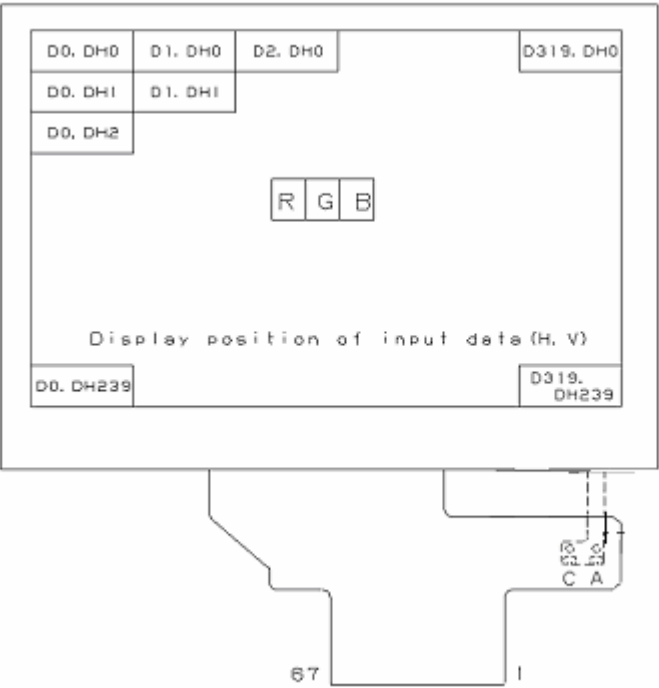 D0, DH0 D1. DH0 D2. DH0 D319. DH0
D0. DH1 D1. DH1
D0, DH2
R G B
Display position of input data (H, V)
D0. DH239 D319.
DH239
C A
67 1